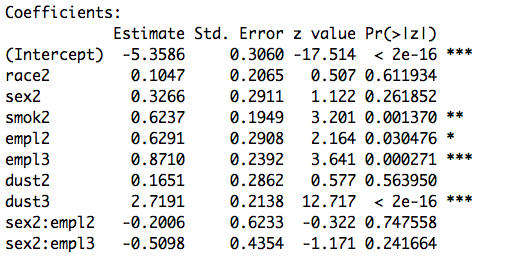 Coefficients:
            Estimate Std. Error z value Pr(>|z|)
(Intercept)  -5.3586     0.3060 -17.514  < 2e-16 ***
race2         0.1047     0.2065   0.507 0.611934
sex2          0.3266     0.2911   1.122 0.261852
smok2         0.6237     0.1949   3.201 0.001370 **
empl2         0.6291     0.2908   2.164 0.030476 *
empl3         0.8710     0.2392   3.641 0.000271 ***
dust2         0.1651     0.2862   0.577 0.563950
dust3         2.7191     0.2138  12.717  < 2e-16 ***
sex2:empl2   -0.2006     0.6233  -0.322 0.747558
sex2:empl3   -0.5098     0.4354  -1.171 0.241664